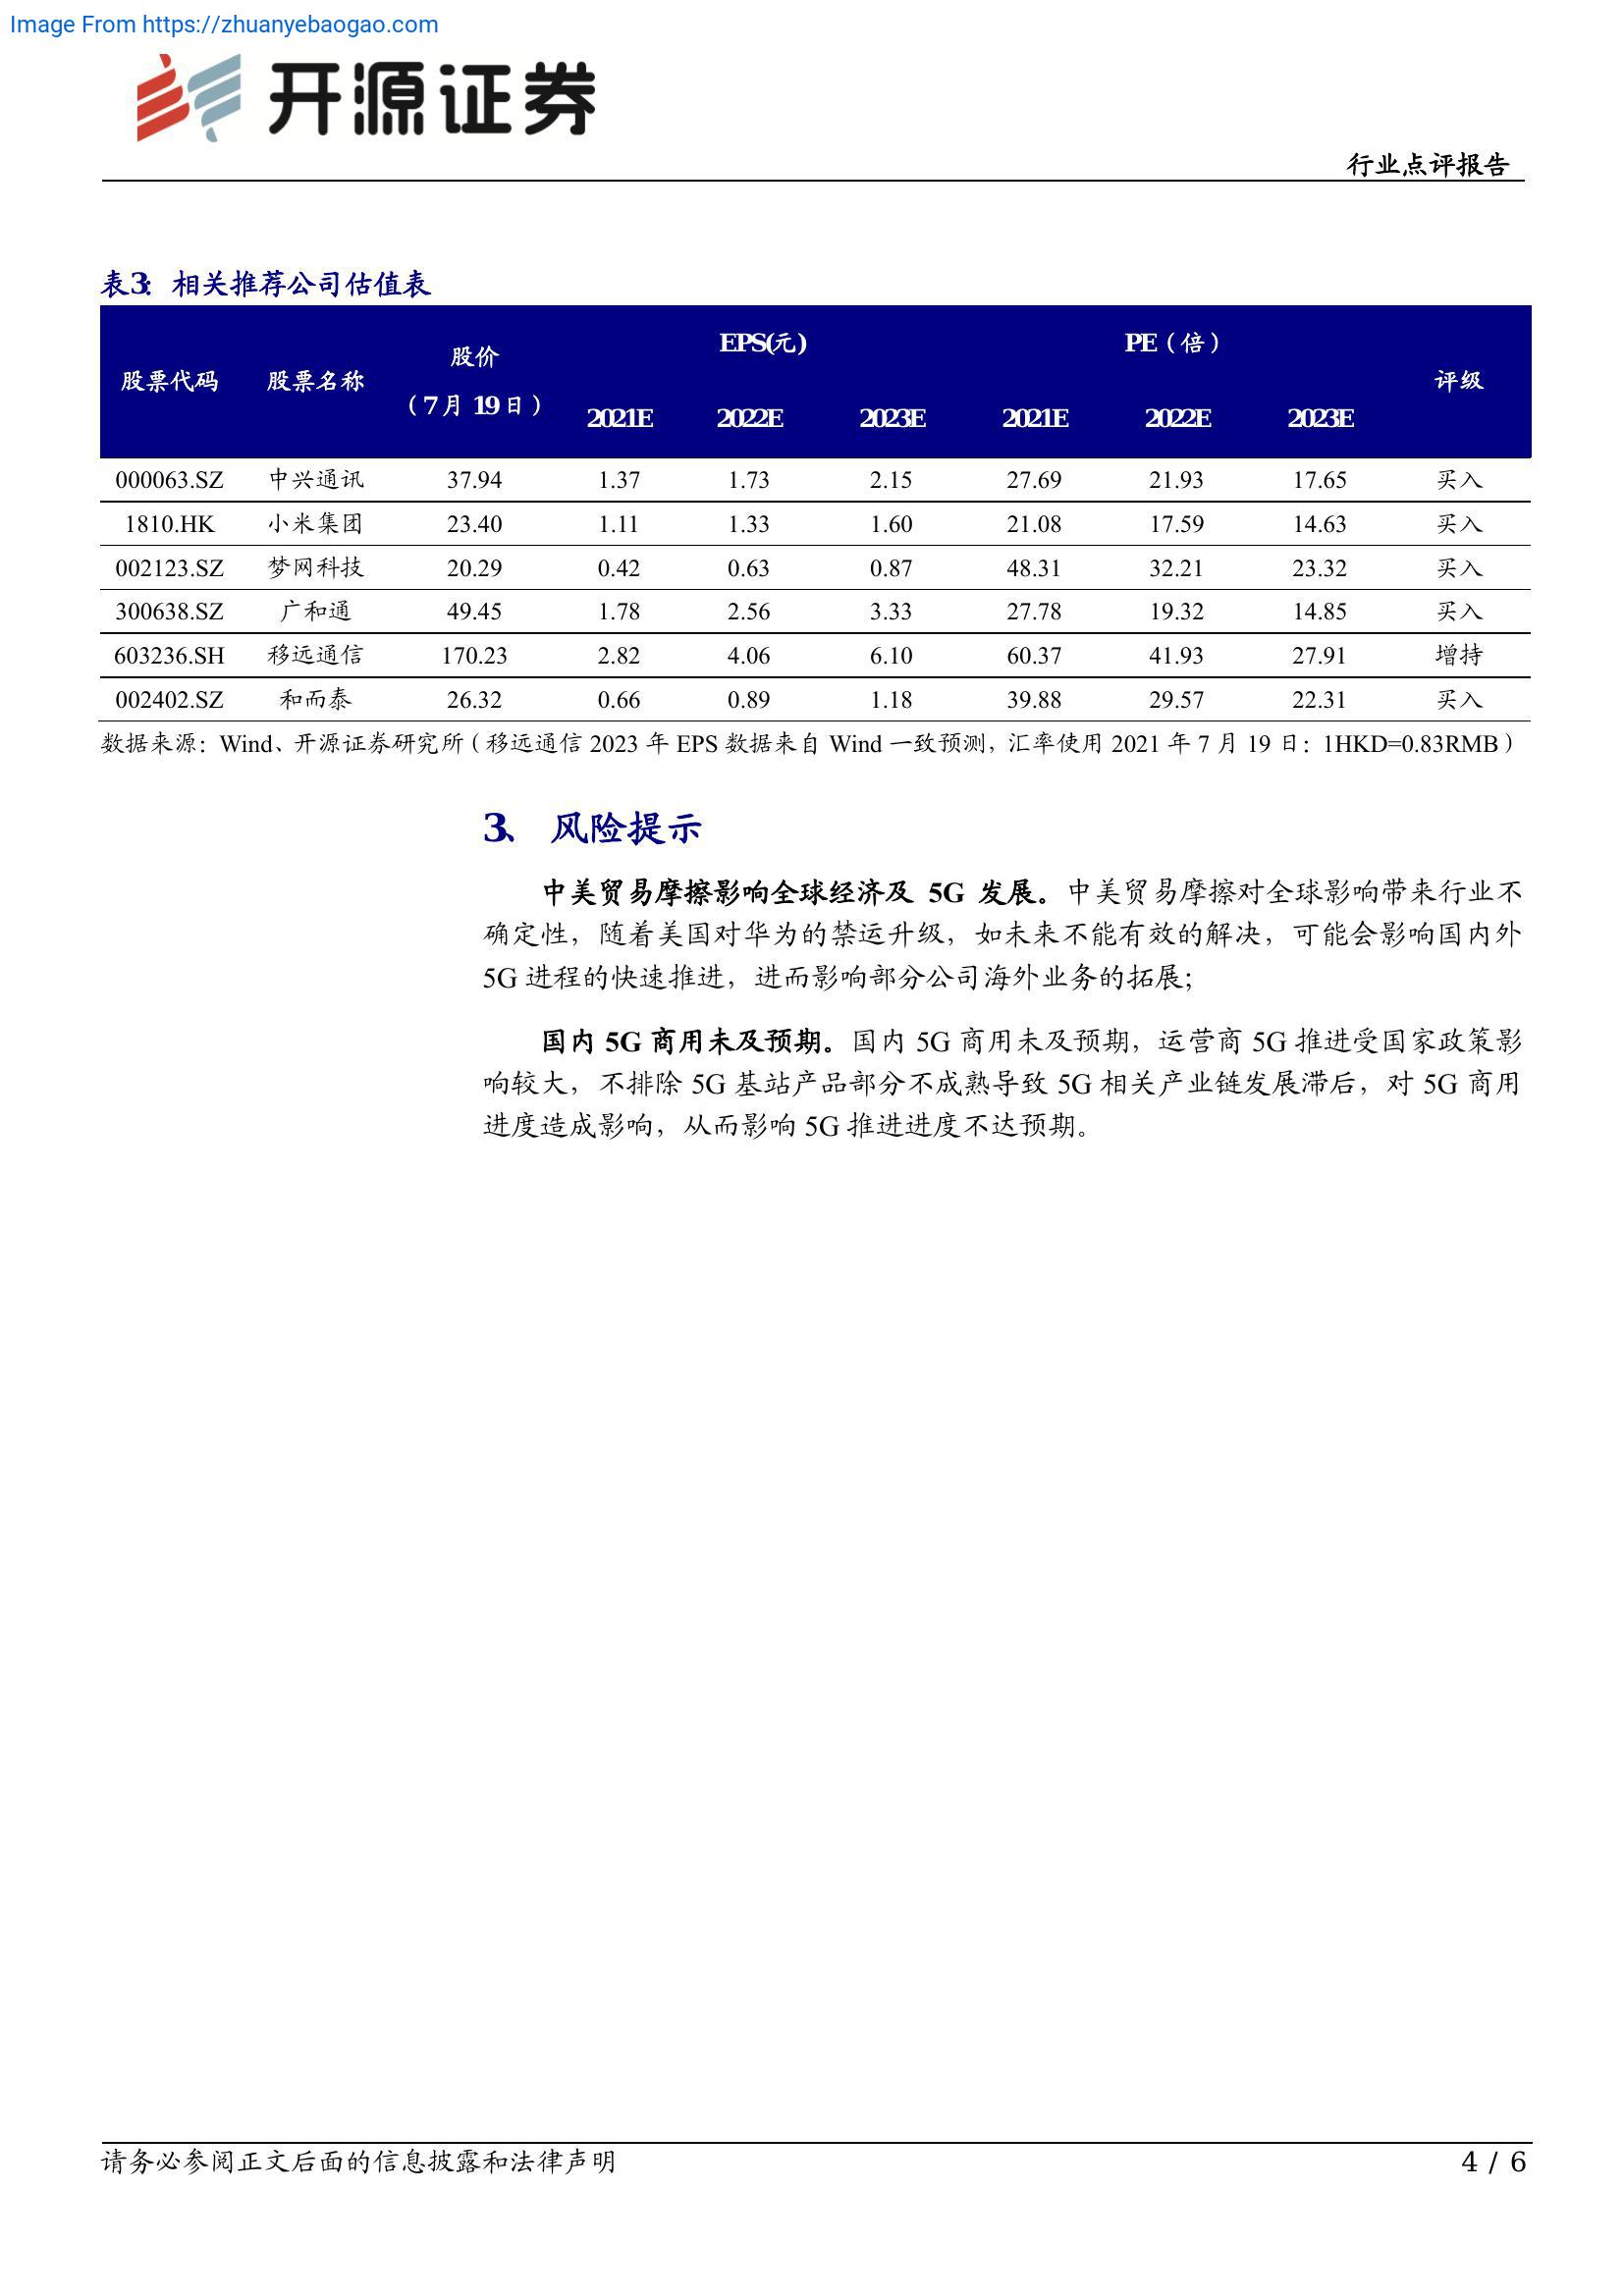 Image From https://zhuanyebaogao.com
开源证券
行业点评报告
表3：相关推荐公司估值表
股票代码 股票名称 股价（7月19日） EPS(元) PE（倍） 评级
2021E 2022E 2023E 2021E 2022E 2023E
000063.SZ 中兴通讯 37.94 1.37 1.73 2.15 27.69 21.93 17.65 买入
1810.HK 小米集团 23.40 1.11 1.33 1.60 21.08 17.59 14.63 买入
002123.SZ 梦网科技 20.29 0.42 0.63 0.87 48.31 32.21 23.32 买入
300638.SZ 广和通 49.45 1.78 2.56 3.33 27.78 19.32 14.85 买入
603236.SH 移远通信 170.23 2.82 4.06 6.10 60.37 41.93 27.91 增持
002402.SZ 和而泰 26.32 0.66 0.89 1.18 39.88 29.57 22.31 买入
数据来源：Wind、开源证券研究所（移远通信 2023 年 EPS 数据来自 Wind 一致预测，汇率使用 2021 年 7 月 19 日：1HKD=0.83RMB）
3、 风险提示
中美贸易摩擦影响全球经济及 5G 发展。中美贸易摩擦对全球影响带来行业不
确定性，随着美国对华为的禁运升级，如未来不能有效的解决，可能会影响国内外
5G 进程的快速推进，进而影响部分公司海外业务的拓展；
国内 5G 商用未及预期。国内 5G 商用未及预期，运营商 5G 推进受国家政策影
响较大，不排除 5G 基站产品部分不成熟导致 5G 相关产业链发展滞后，对 5G 商用
进度造成影响，从而影响 5G 推进进度不达预期。
请务必参阅正文后面的信息披露和法律声明
4 / 6